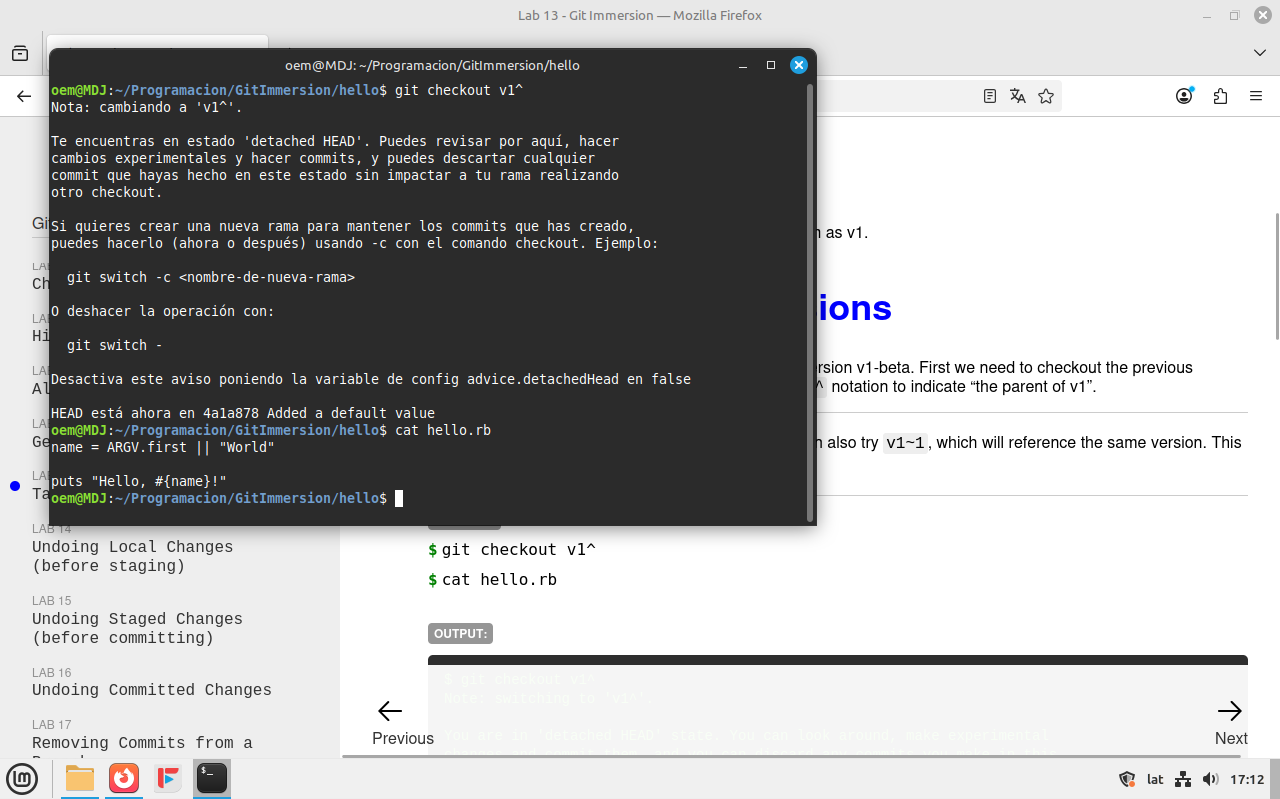 Lab 13 - Git Immersion — Mozilla Firefox
oem@MDJ: ~/Programacion/GitImmersion/hello
oem@MDJ:~/Programacion/GitImmersion/hello$ git checkout v1^
Nota: cambiando a 'v1^'.
Te encuentras en estado 'detached HEAD'. Puedes revisar por aquí, hacer
cambios experimentales y hacer commits, y puedes descartar cualquier
commit que hayas hecho en este estado sin impactar a tu rama realizando
otro checkout.
Si quieres crear una nueva rama para mantener los commits que has creado,
puedes hacerlo (ahora o después) usando -c con el comando checkout. Ejemplo:
git switch -c <nombre-de-nueva-rama>
O deshacer la operación con:
git switch -
Desactiva este aviso poniendo la variable de config advice.detachedHead en false
HEAD está ahora en 4a1a878 Added a default value
oem@MDJ:~/Programacion/GitImmersion/hello$ cat hello.rb
name = ARGV.first || "World"
puts "Hello, #{name}!"
oem@MDJ:~/Programacion/GitImmersion/hello$
as v1.
ions
rsion v1-beta. First we need to checkout the previous
^ notation to indicate “the parent of v1”.
also try v1~1, which will reference the same version. This
LAB 14
Undoing Local Changes
(before staging)
LAB 15
Undoing Staged Changes
(before committing)
LAB 16
Undoing Committed Changes
LAB 17
Removing Commits from a
$ git checkout v1^
$ cat hello.rb
OUTPUT:
$ git checkout v1^
Note: switching to 'v1^'.
You are in 'detached HEAD' state. You can look around, make experimental
Previous
Next
lat
17:12